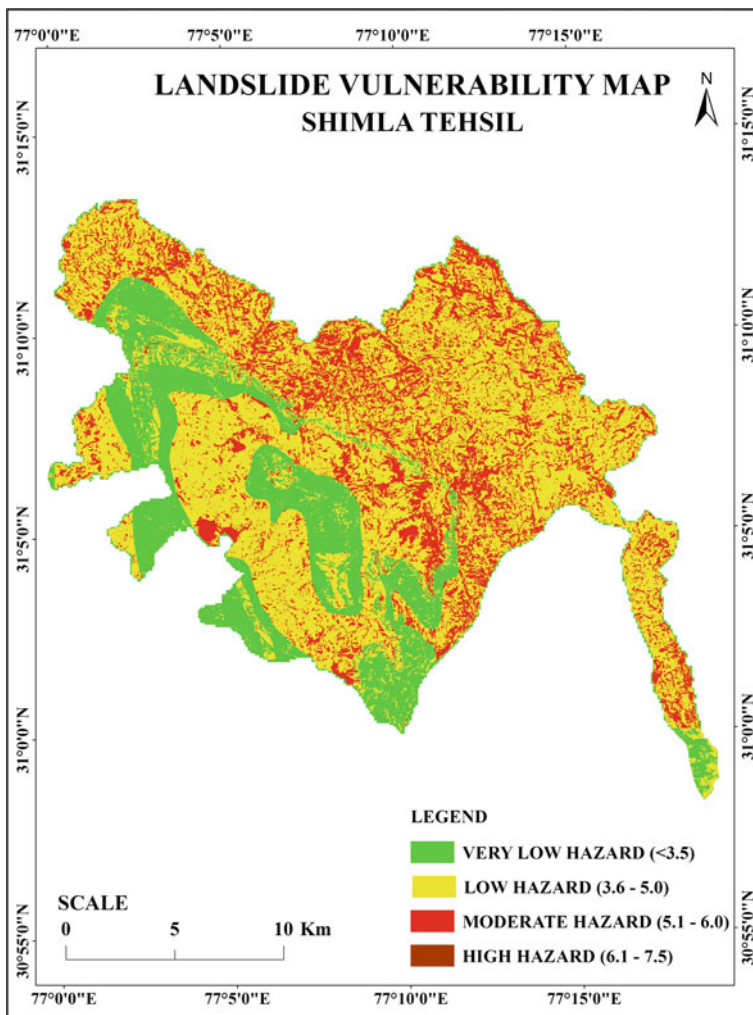 77°0'0"E 77°5'0"E 77°10'0"E 77°15'0"E
LANDSLIDE VULNERABILITY MAP
SHIMLA TEHSIL
N
31°15'0"N
31°10'0"N
31°5'0"N
31°0'0"N
30°55'0"N
31°15'0"N
31°10'0"N
31°5'0"N
31°0'0"N
30°55'0"N
LEGEND
VERY LOW HAZARD (<3.5)
LOW HAZARD (3.6 - 5.0)
MODERATE HAZARD (5.1 - 6.0)
HIGH HAZARD (6.1 - 7.5)
SCALE
0 5 10 Km
77°0'0"E 77°5'0"E 77°10'0"E 77°15'0"E